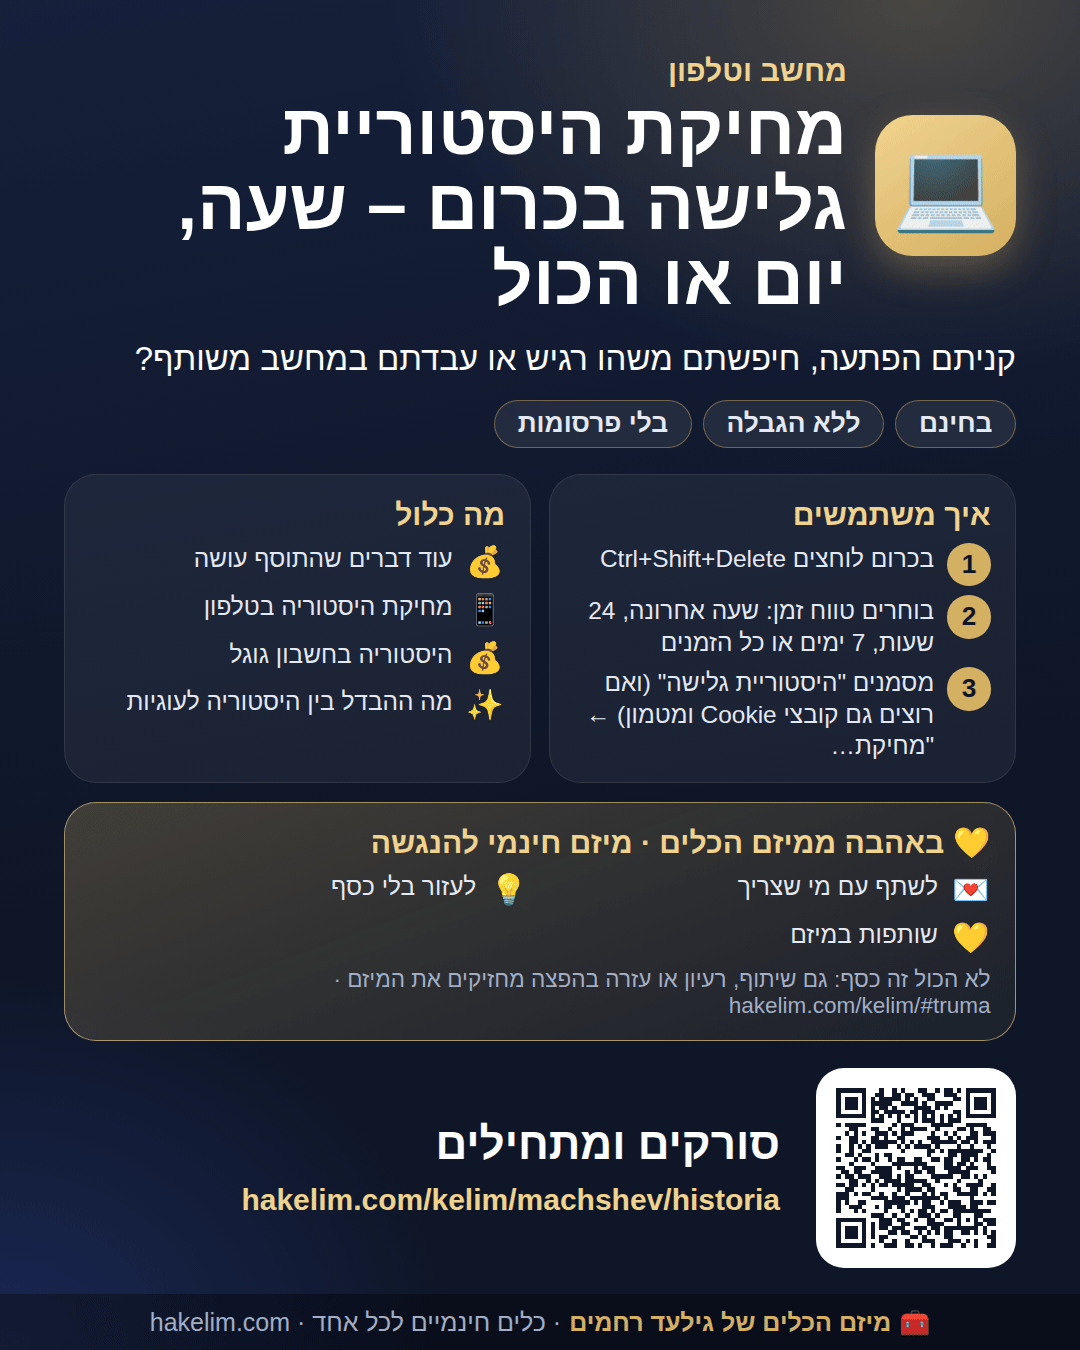 מחשב וטלפון
מחיקת היסטוריית
גלישה בכרום – שעה,
יום או הכול
קניתם הפתעה, חיפשתם משהו רגיש או עבדתם במחשב משותף?
בחינם
ללא הגבלה
בלי פרסומות
איך משתמשים
1 בכרום לוחצים Ctrl+Shift+Delete
2 בוחרים טווח זמן: שעה אחרונה, 24
שעות, 7 ימים או כל הזמנים
3 מסמנים "היסטוריית גלישה" (ואם
רוצים גם קובצי Cookie ומטמון) ←
"מחיקת…
מה כלול
עוד דברים שהתוסף עושה
מחיקת היסטוריה בטלפון
היסטוריה בחשבון גוגל
מה ההבדל בין היסטוריה לעוגיות
באהבה ממיזם הכלים · מיזם חינמי להנגשה
לשתף עם מי שצריך
לעזור בלי כסף
שותפות במיזם
לא הכול זה כסף: גם שיתוף, רעיון או עזרה בהפצה מחזיקים את המיזם ·
hakelim.com/kelim/#truma
סורקים ומתחילים
hakelim.com/kelim/machshev/historia
מיזם הכלים של גילעד רחמים · כלים חינמיים לכל אחד · hakelim.com